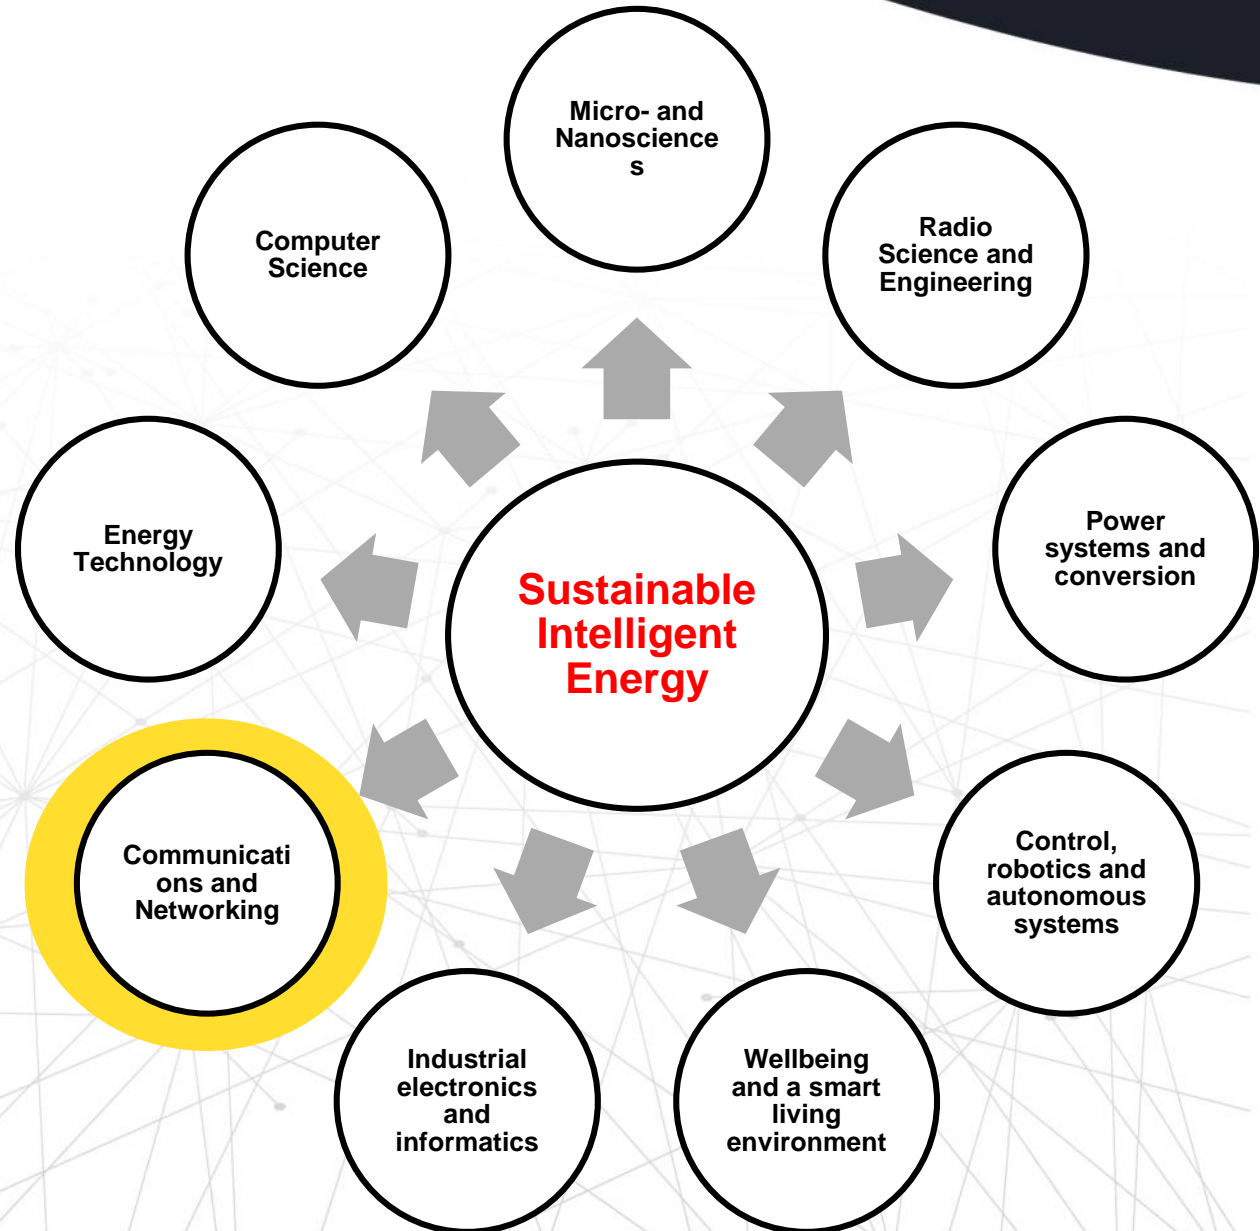 Micro- and
Nanoscience
s
Computer
Science
Radio
Science and
Engineering
Energy
Technology
Power
systems and
conversion
Sustainable
Intelligent
Energy
Communicati
ons and
Networking
Control,
robotics and
autonomous
systems
Industrial
electronics
and
informatics
Wellbeing
and a smart
living
environment